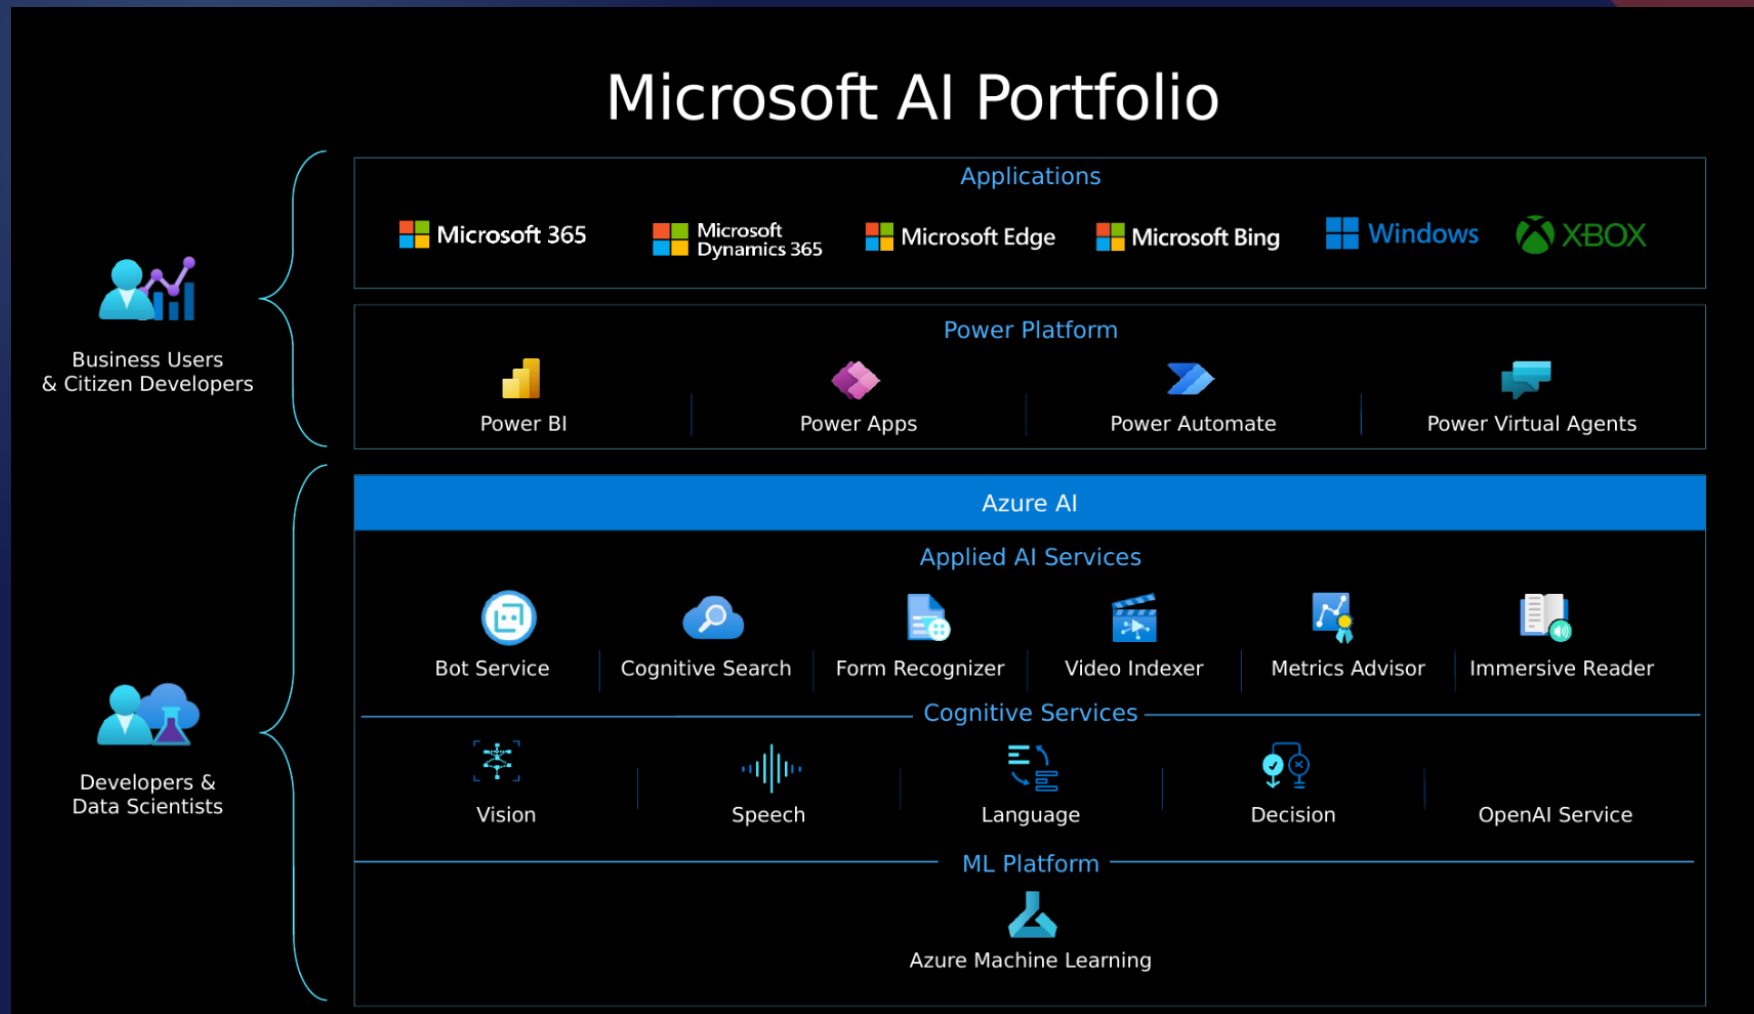 Microsoft AI Portfolio
Applications
Microsoft 365
Microsoft
Dynamics 365
Microsoft Edge
Microsoft Bing
Windows
XBOX
Business Users
& Citizen Developers
Power Platform
Power BI
Power Apps
Power Automate
Power Virtual Agents
Azure AI
Applied AI Services
Bot Service
Cognitive Search
Form Recognizer
Video Indexer
Metrics Advisor
Immersive Reader
Developers &
Data Scientists
Cognitive Services
Vision
Speech
Language
Decision
OpenAI Service
ML Platform
Azure Machine Learning